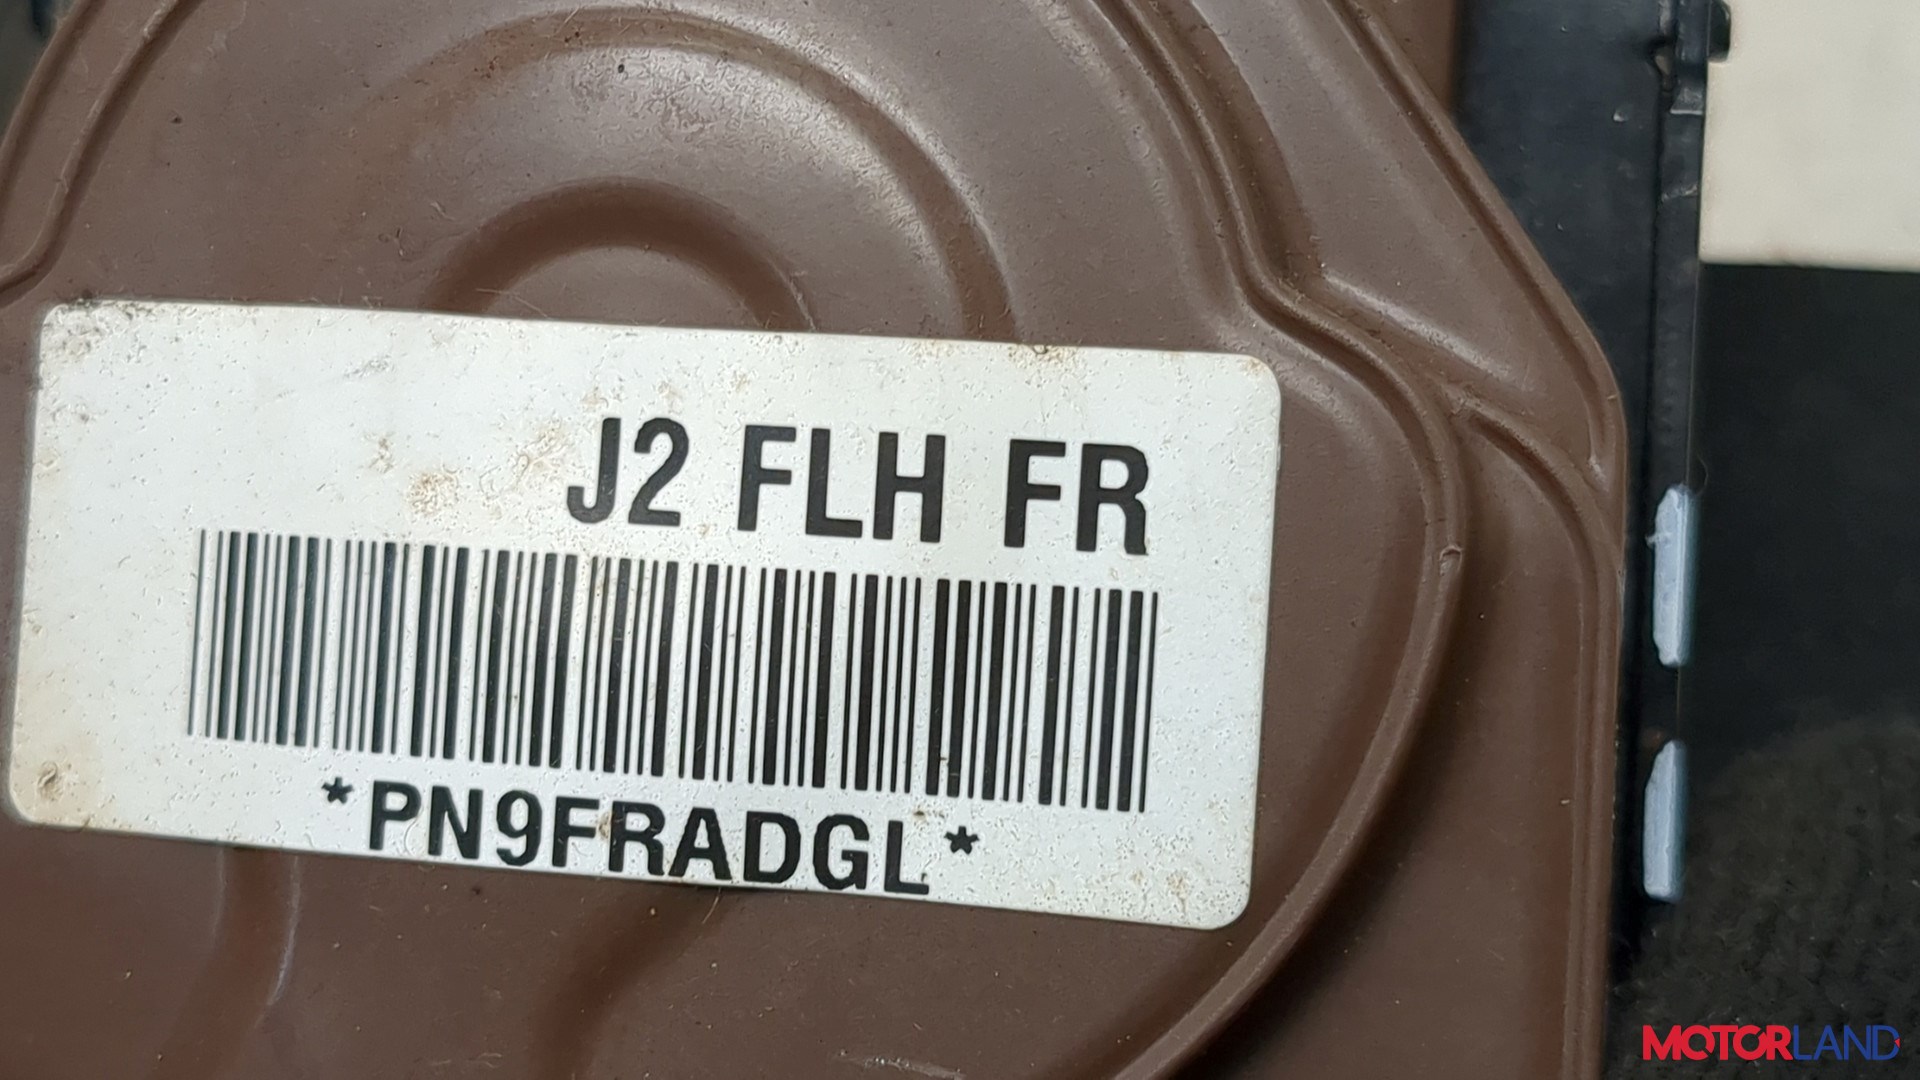 J2 FLH FR
*PN9FRADGL*
MOTORLAND